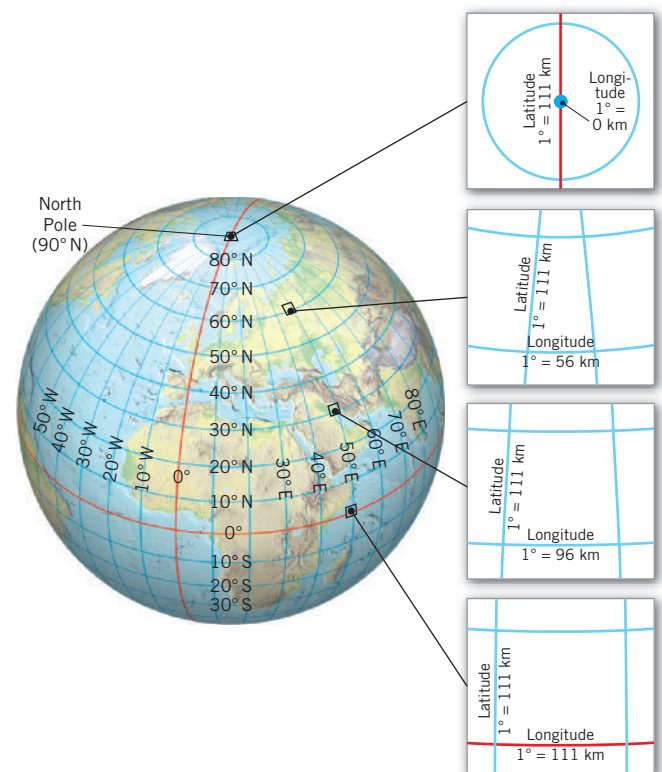 North
Pole
(90° N)
80° N
70° N
60° N
50° N
40° N
30° N
20° N
10° N
0°
10° S
20° S
30° S
50° W
40° W
30° W
20° W
10° W
0°
30° E
40° E
50° E
60° E
70° E
80° E
Latitude
1° = 111 km
Longi-
tude
1° =
0 km
Latitude
1° = 111 km
Longitude
1° = 56 km
Latitude
1° = 111 km
Longitude
1° = 96 km
Latitude
1° = 111 km
Longitude
1° = 111 km